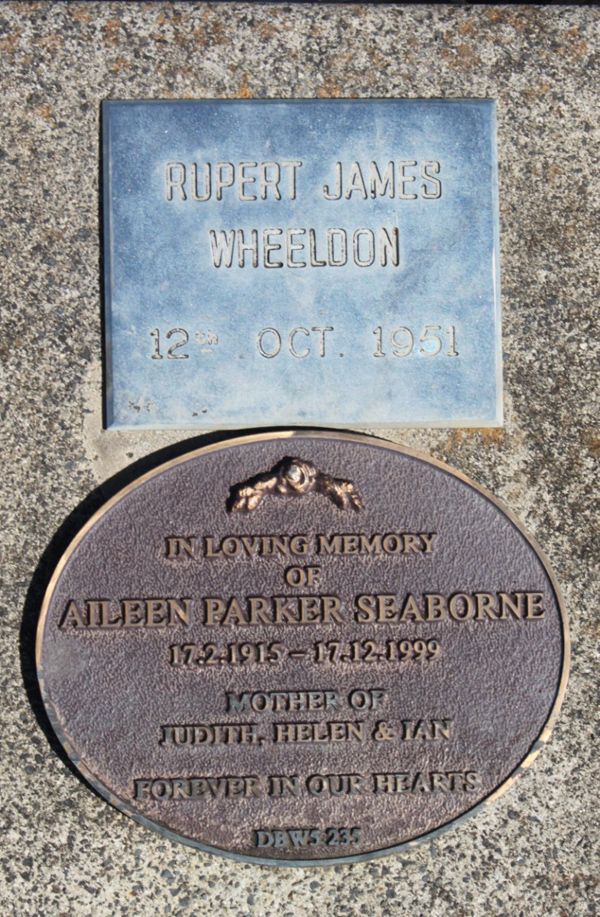 RUPERT JAMES
WHEELDON
12TH OCT. 1951
IN LOVING MEMORY
OF
AILEEN PARKER SEABORNE
17.2.1915 – 17.12.1999
MOTHER OF
JUDITH, HELEN & IAN
FOREVER IN OUR HEARTS
DBWS 235